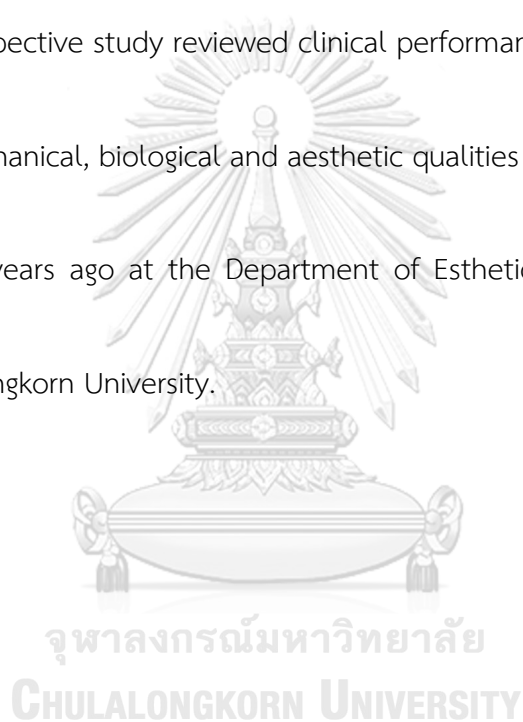 pective study reviewed clinical performan
hanical, biological and aesthetic qualities
years ago at the Department of Esthetic
ngkorn University.
จุฬาลงกรณ์มหาวิทยาลัย
CHULALONGKORN UNIVERSITY